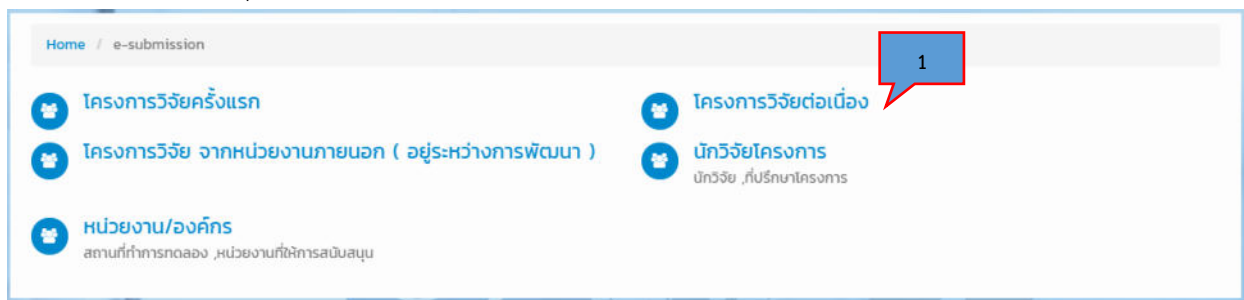 Home / e-submission
1
โครงการวิจัยครั้งแรก
โครงการวิจัยต่อเนื่อง
โครงการวิจัย จากหน่วยงานภายนอก ( อยู่ระหว่างการพัฒนา )
นักวิจัยโครงการ
นักวิจัย ,ที่ปรึกษาโครงการ
หน่วยงาน/องค์กร
สถานที่ทำการทดลอง ,หน่วยงานที่ให้การสนับสนุน